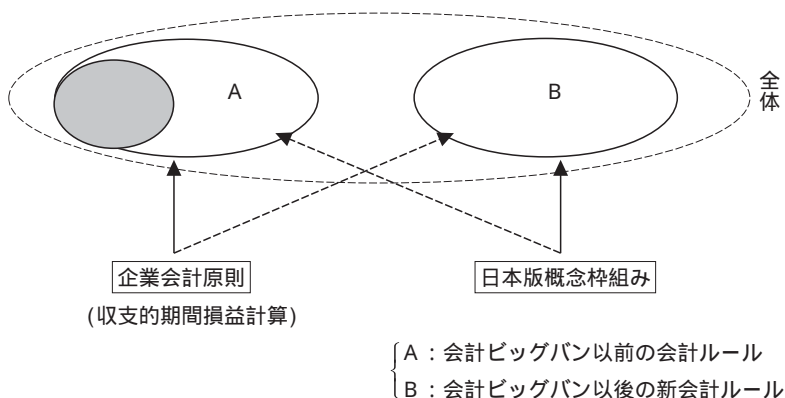 A
B
全体
企業会計原則
日本版概念枠組み
(収支的期間損益計算)
A：会計ビッグバン以前の会計ルール
B：会計ビッグバン以後の新会計ルール